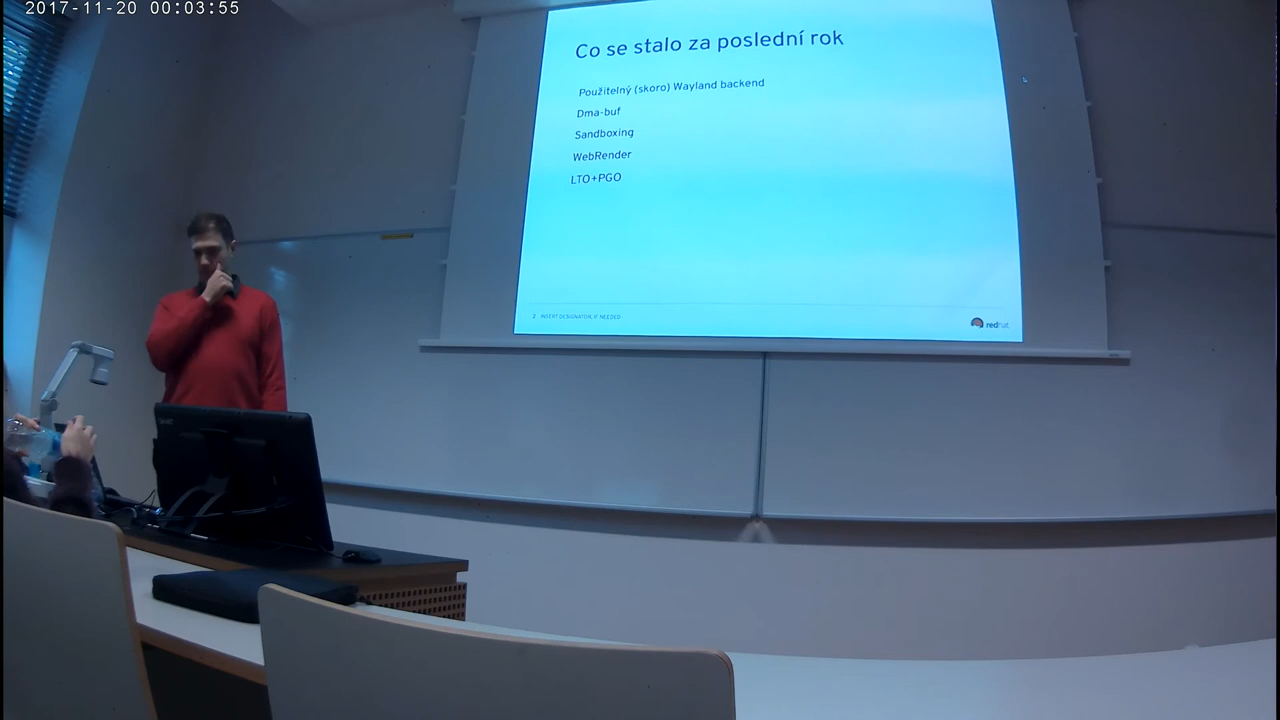 2017-11-20 00:03:55
Co se stalo za poslední rok
Použitelný (skoro) Wayland backend
Dma-buf
Sandboxing
WebRender
LTO+PGO
2 INSERT DESIGNATOR, IF NEEDED
redhat.